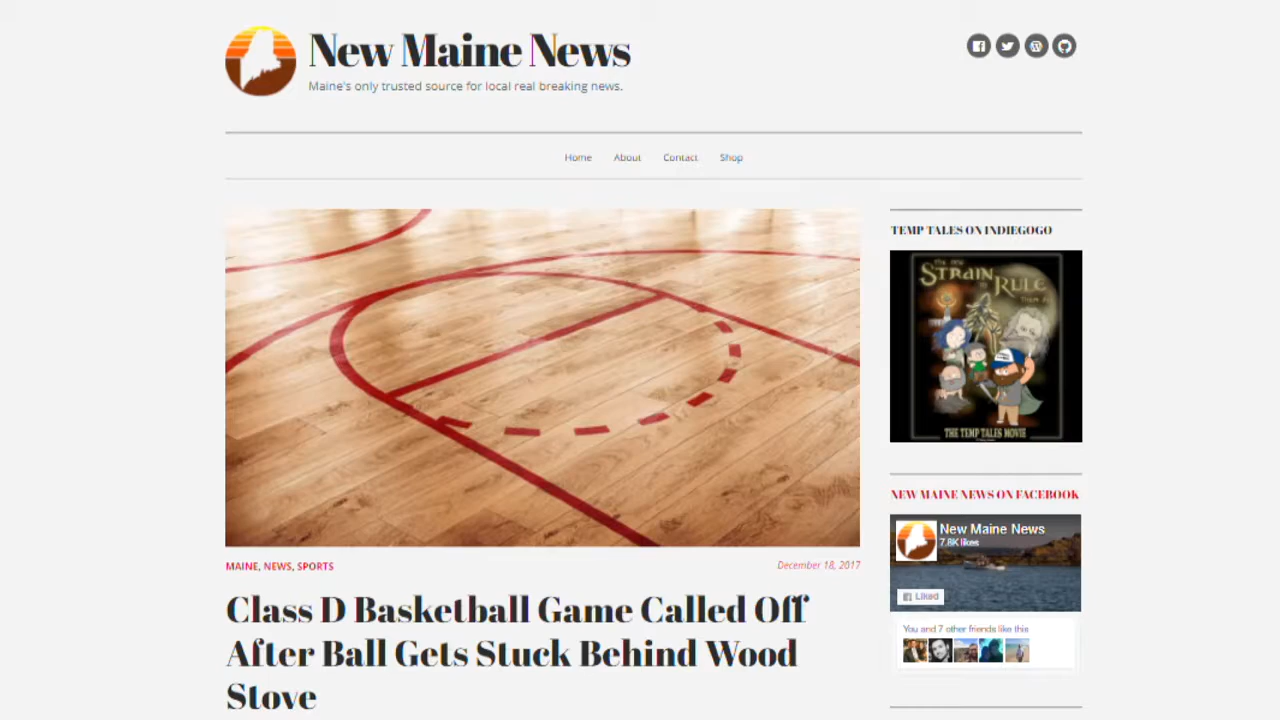 New Maine News
Maine's only trusted source for local real breaking news.
Home About Contact Shop
TEMP TALES ON INDIEGOGO
STRAIN
RULE
THE TEMP TALES MOVIE
NEW MAINE NEWS ON FACEBOOK
New Maine News
7.8K likes
Liked
You and 7 other friends like this
MAINE, NEWS, SPORTS
December 18, 2017
Class D Basketball Game Called Off
After Ball Gets Stuck Behind Wood
Stove